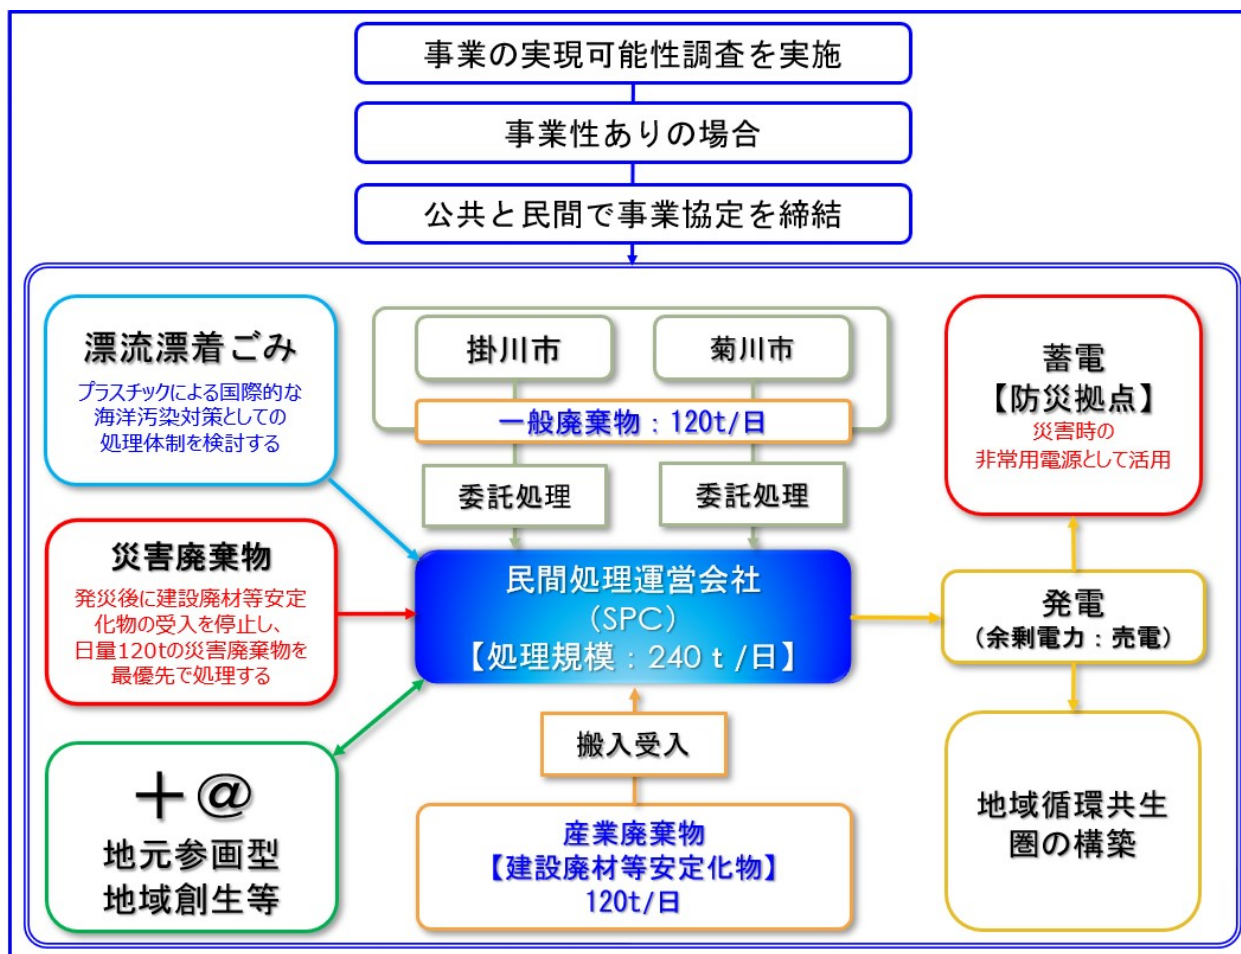 事業の実現可能性調査を実施
事業性ありの場合
公共と民間で事業協定を締結
漂流漂着ごみ
プラスチックによる国際的な
海洋汚染対策としての
処理体制を検討する
災害廃棄物
発災後に建設廃材等安定
化物の受入を停止し、
日量120tの災害廃棄物を
最優先で処理する
＋@
地元参画型
地域創生等
掛川市
菊川市
一般廃棄物：120t/日
委託処理
委託処理
民間処理運営会社
（SPC）
【処理規模：240 t /日】
搬入受入
産業廃棄物
【建設廃材等安定化物】
120t/日
蓄電
【防災拠点】
災害時の
非常用電源として活用
発電
（余剰電力：売電）
地域循環共生
圏の構築